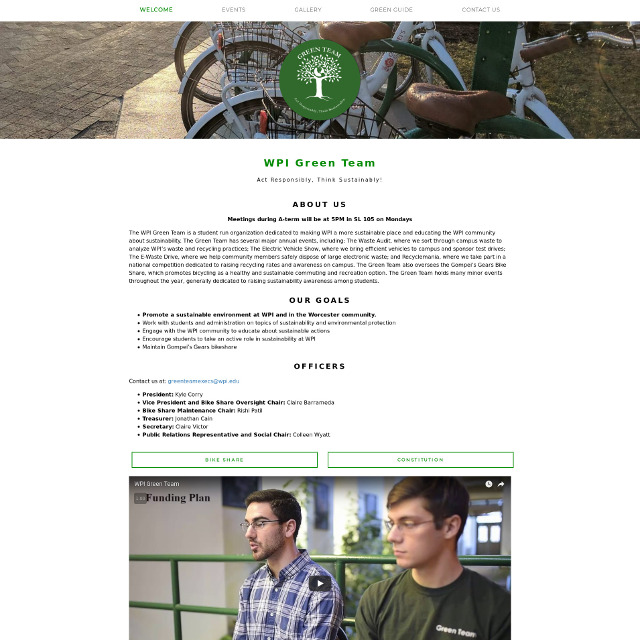 WELCOME
EVENTS
GALLERY
GREEN GUIDE
CONTACT US
GREEN TEAM
WPI Green Team
Act Responsibly, Think Sustainably!
ABOUT US
Meetings during A-term will be at 5PM in SL 105 on Mondays
The WPI Green Team is a student run organization dedicated to making WPI a more sustainable place and educating the WPI community
about sustainability. The Green Team has several major annual events, including: The Waste Audit, where we sort through campus waste to
analyze WPI's waste and recycling practices; The Electric Vehicle Show, where we bring efficient vehicles to campus and sponsor test drives;
The E-Waste Drive, where we help community members safely dispose of large electronic waste; and Recyclemania, where we take part in a
national competition dedicated to raising recycling rates and awareness on campus. The Green Team also oversees the Gompei's Gears Bike
Share, which promotes bicycling as a healthy and sustainable commuting and recreation option. The Green Team holds many minor events
throughout the year, generally dedicated to raising sustainability awareness among students.
OUR GOALS
Promote a sustainable environment at WPI and in the Worcester community.
Work with students and administration on topics of sustainability and environmental protection
Engage with the WPI community to educate about sustainable actions
Encourage students to take an active role in sustainability at WPI
Maintain Gompei's Gears bikeshare
OFFICERS
Contact us at: greenteamexecs@wpi.edu
President: Kyle Corry
Vice President and Bike Share Oversight Chair: Claire Barrameda
Bike Share Maintenance Chair: Rishi Patil
Treasurer: Jonathan Cain
Secretary: Claire Victor
Public Relations Representative and Social Chair: Colleen Wyatt
BIKE SHARE
CONSTITUTION
WPI Green Team
Funding Plan
Green Team